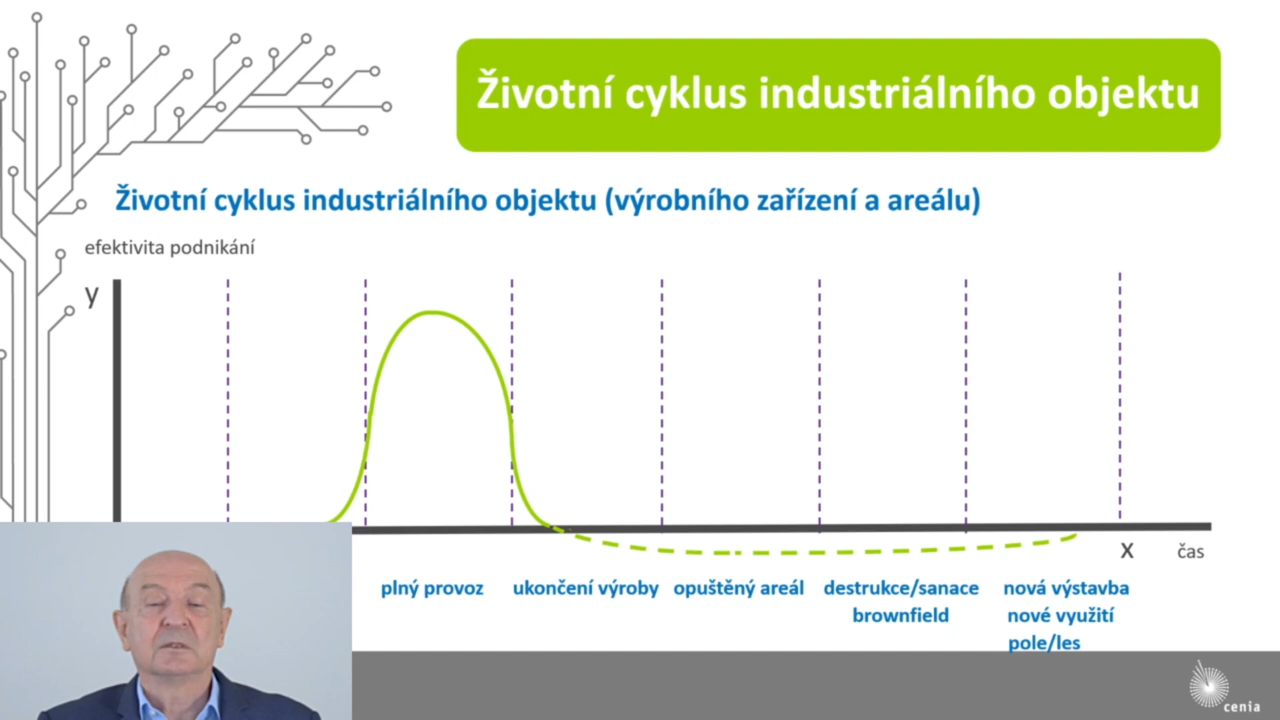 Životní cyklus industriálního objektu
Životní cyklus industriálního objektu (výrobního zařízení a areálu)
efektivita podnikání
y
x čas
plný provoz ukončení výroby opuštěný areál destrukce/sanace nová výstavba
brownfield nové využití
pole/les
cenia